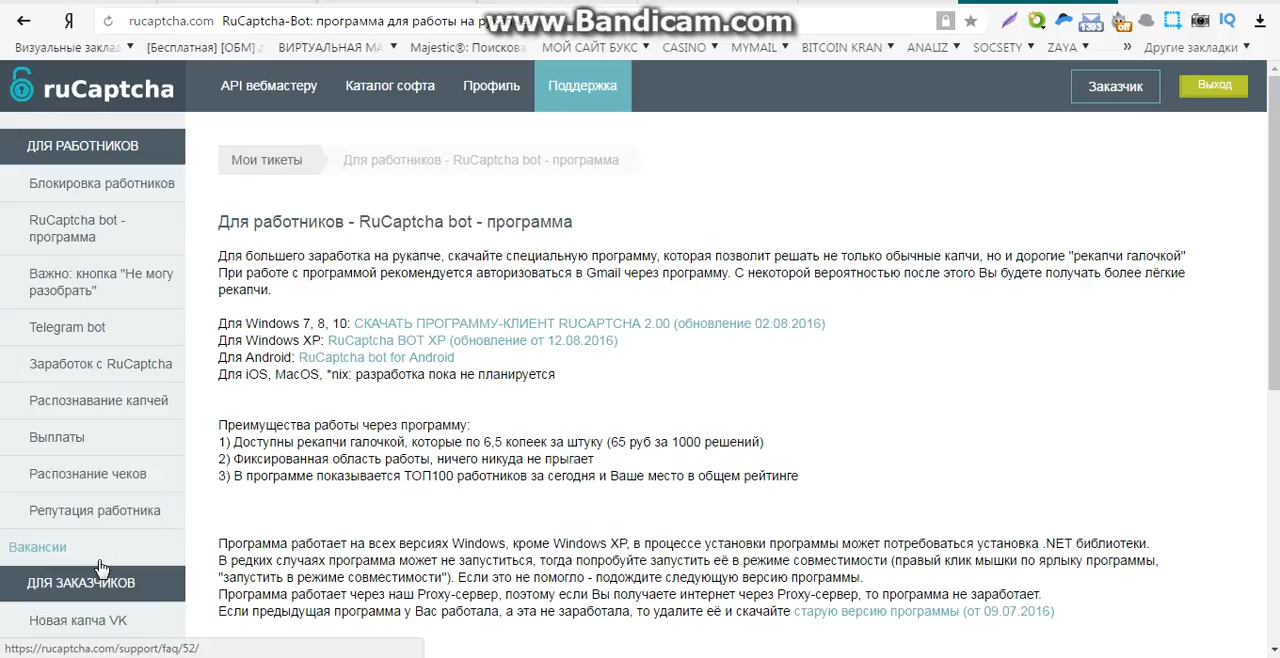 rucaptcha.com RuCaptcha-Bot: программа для работы на
www.Bandicam.com
Визуальные заклад [Бесплатная] [ОБМ] ВИРТУАЛЬНАЯ МА Majestic®: Поискова МОЙ САЙТ БУКС CASINO MYMAIL BITCOIN KRAN ANALIZ SOCSETY ZAYA » Другие закладки
ruCaptcha
API вебмастеру Каталог софта Профиль Поддержка Заказчик Выход
ДЛЯ РАБОТНИКОВ
Блокировка работников
RuCaptcha bot -
программа
Важно: кнопка "Не могу
разобрать"
Telegram bot
Заработок с RuCaptcha
Распознавание капчей
Выплаты
Распознание чеков
Репутация работника
Вакансии
ДЛЯ ЗАКАЗЧИКОВ
Новая капча VK
https://rucaptcha.com/support/faq/52/
Мои тикеты Для работников - RuCaptcha bot - программа
Для работников - RuCaptcha bot - программа
Для большего заработка на рукапче, скачайте специальную программу, которая позволит решать не только обычные капчи, но и дорогие "рекапчи галочкой"
При работе с программой рекомендуется авторизоваться в Gmail через программу. С некоторой вероятностью после этого Вы будете получать более лёгкие
рекапчи.
Для Windows 7, 8, 10: СКАЧАТЬ ПРОГРАММУ-КЛИЕНТ RUCAPTCHA 2.00 (обновление 02.08.2016)
Для Windows XP: RuCaptcha BOT XP (обновление от 12.08.2016)
Для Android: RuCaptcha bot for Android
Для iOS, MacOS, *nix: разработка пока не планируется
Преимущества работы через программу:
1) Доступны рекапчи галочкой, которые по 6,5 копеек за штуку (65 руб за 1000 решений)
2) Фиксированная область работы, ничего никуда не прыгает
3) В программе показывается ТОП100 работников за сегодня и Ваше место в общем рейтинге
Программа работает на всех версиях Windows, кроме Windows XP, в процессе установки программы может потребоваться установка .NET библиотеки.
В редких случаях программа может не запуститься, тогда попробуйте запустить её в режиме совместимости (правый клик мышки по ярлыку программы,
"запустить в режиме совместимости"). Если это не помогло - подождите следующую версию программы.
Программа работает через наш Proxy-сервер, поэтому если Вы получаете интернет через Proxy-сервер, то программа не заработает.
Если предыдущая программа у Вас работала, а эта не заработала, то удалите её и скачайте старую версию программы (от 09.07.2016)